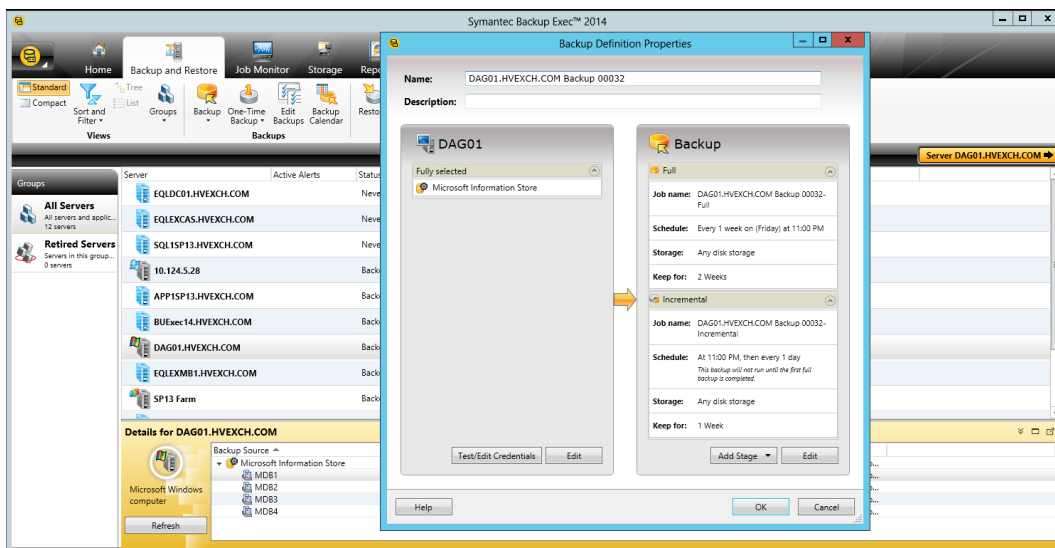 Symantec Backup Exec™ 2014
Home
Backup and Restore
Job Monitor
Storage
Standard
Compact
Sort and
Filter
Tree
List
Groups
Backup
One-Time
Backup
Edit
Backups
Backup
Calendar
Views
Backups
Server DAG01.HVEXCH.COM
Groups
All Servers
All servers and applic...
12 servers
Retired Servers
Servers in this group...
0 servers
Server
Active Alerts
EQLDC01.HVEXCH.COM
EQLEXCAS.HVEXCH.COM
SQL1SP13.HVEXCH.COM
10.124.5.28
APP1SP13.HVEXCH.COM
BUExec14.HVEXCH.COM
DAG01.HVEXCH.COM
EQLEXMB1.HVEXCH.COM
SP13 Farm
Details for DAG01.HVEXCH.COM
Microsoft Windows
computer
Refresh
Backup Source
Microsoft Information Store
MDB1
MDB2
MDB3
MDB4
Backup Definition Properties
Name: DAG01.HVEXCH.COM Backup 00032
Description:
DAG01
Fully selected
Microsoft Information Store
Test/Edit Credentials
Edit
Backup
Full
Job name: DAG01.HVEXCH.COM Backup 00032-
Full
Schedule: Every 1 week on (Friday) at 11:00 PM
Storage: Any disk storage
Keep for: 2 Weeks
Incremental
Job name: DAG01.HVEXCH.COM Backup 00032-
Incremental
Schedule: At 11:00 PM, then every 1 day
This backup will not run until the first full
backup is completed.
Storage: Any disk storage
Keep for: 1 Week
Add Stage
Edit
Help
OK
Cancel